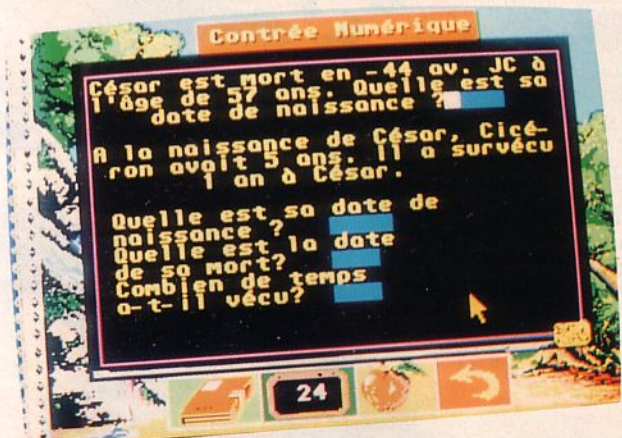 Contrée Numérique
César est mort en -44 av. JC à
l'âge de 57 ans. Quelle est sa
date de naissance ?
A la naissance de César, Cicé-
ron avait 5 ans. Il a survécu
1 an à César.
Quelle est sa date de
naissance ?
Quelle est la date
de sa mort?
Combien de temps
a-t-il vécu?
24